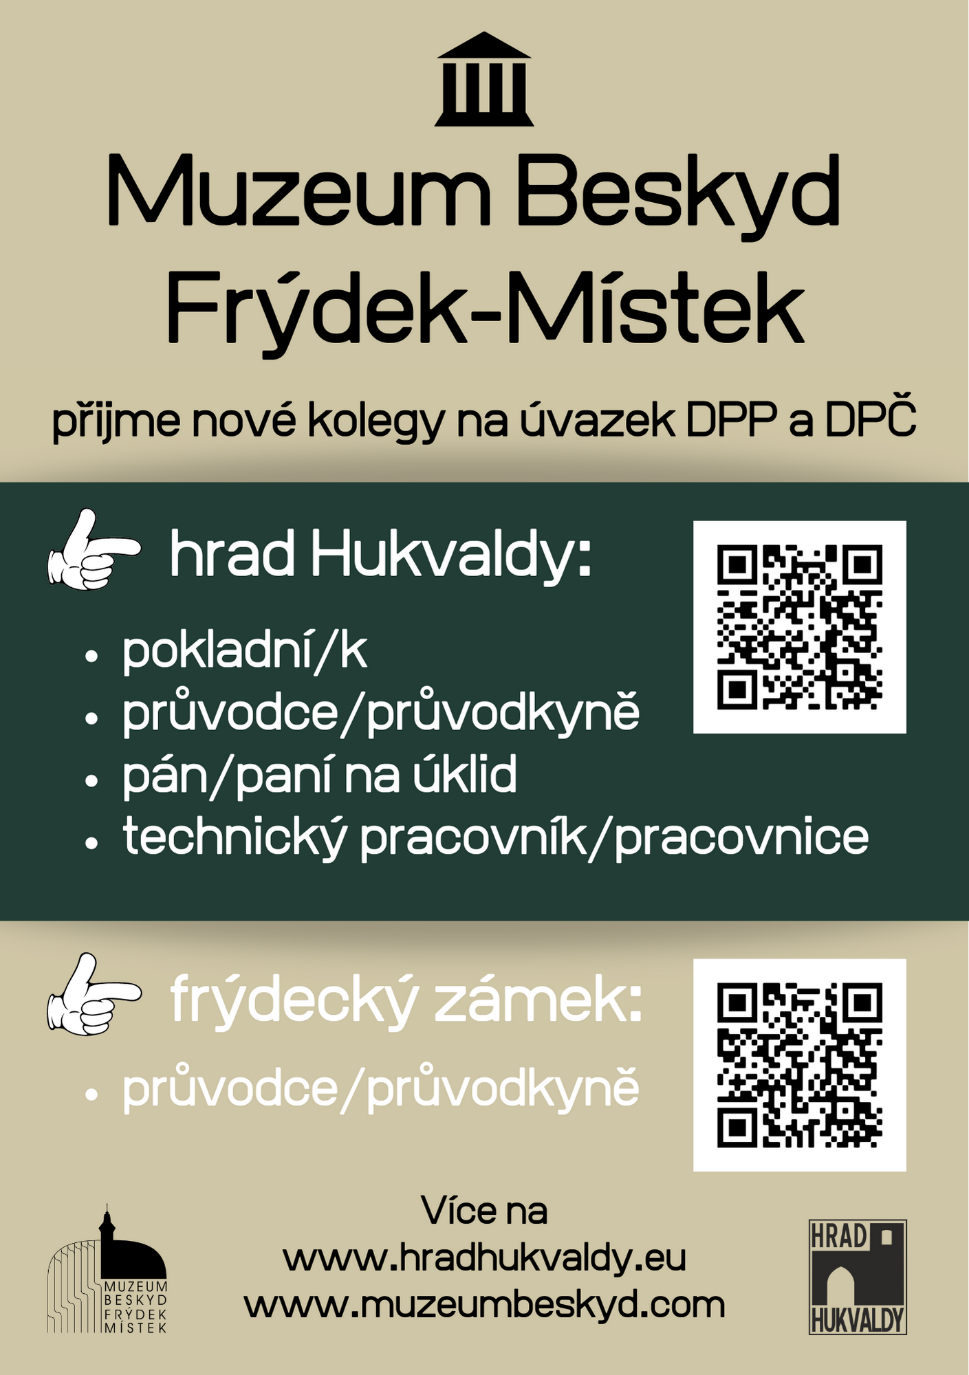 Muzeum Beskyd
Frýdek-Místek
přijme nové kolegy na úvazek DPP a DPČ
hrad Hukvaldy:
• pokladní/k
• průvodce/průvodkyně
• pán/paní na úklid
• technický pracovník/pracovnice
frýdecký zámek:
• průvodce/průvodkyně
Více na
www.hradhukvaldy.eu
www.muzeumbeskyd.com
MUZEUM
BESKYD
FRÝDEK
MÍSTEK
HRAD
HUKVALDY